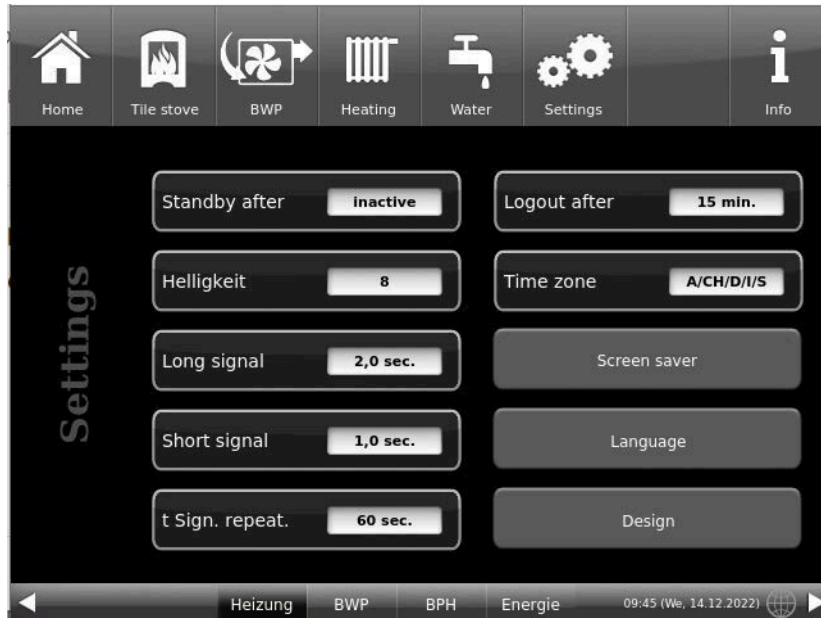 Home Tile stove BWP Heating Water Settings Info
Settings
Standby after inactive
Logout after 15 min.
Helligkeit 8
Time zone A/CH/D/I/S
Long signal 2,0 sec.
Screen saver
Short signal 1,0 sec.
Language
t Sign. repeat. 60 sec.
Design
Heizung BWP BPH Energie 09:45 (We, 14.12.2022)